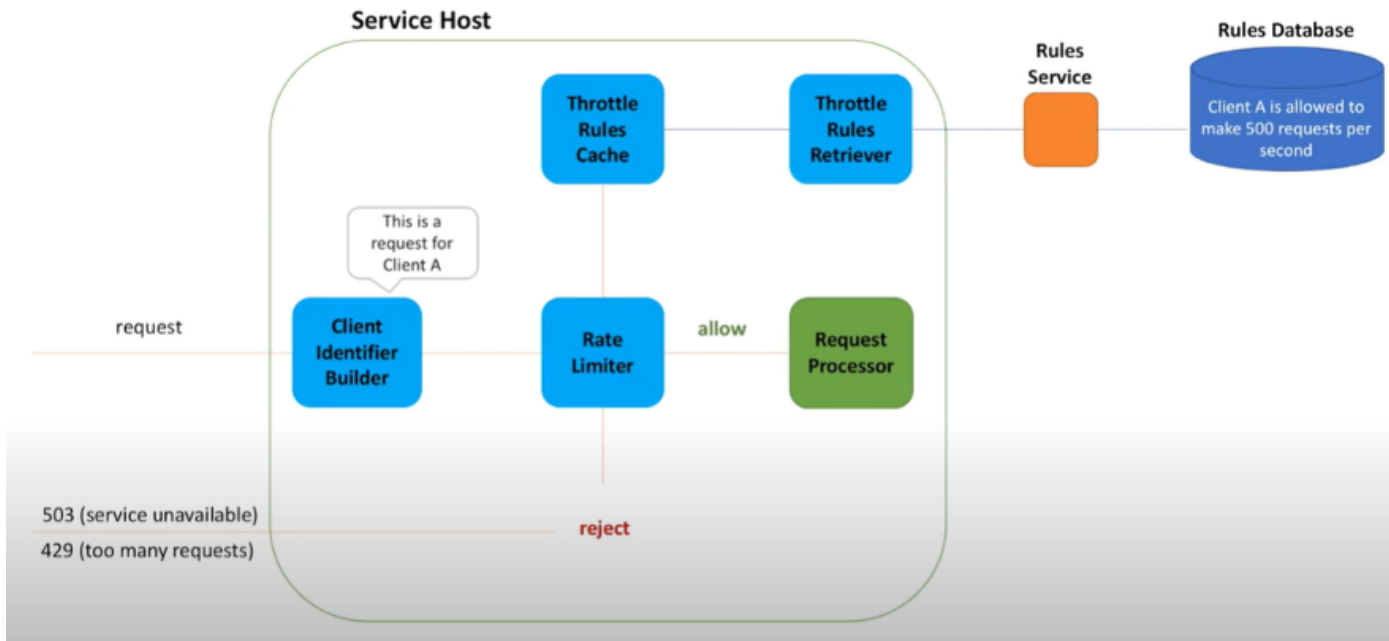 Service Host
Rules Database
Rules
Service
Throttle
Rules
Cache
Throttle
Rules
Retriever
Client A is allowed to
make 500 requests per
second
This is a
request for
Client A
request
Client
Identifier
Builder
Rate
Limiter
allow
Request
Processor
503 (service unavailable)
reject
429 (too many requests)